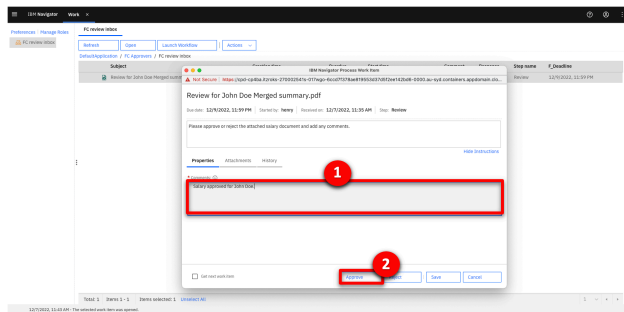 IBM Navigator Work ×
Preferences Manage Roles
FC review inbox
FC review inbox
Refresh Open Launch Workflow Actions
DefaultApplication / FC Approvers / FC review inbox
Subject Step name F_Deadline
Review for John Doe Merged summ Review 12/9/2022, 11:59 PM
IBM Navigator Process Work Item
Not Secure
Review for John Doe Merged summary.pdf
Due date: 12/9/2022, 11:59 PM Started by: henry Received on: 12/7/2022, 11:35 AM Step: Review
Please approve or reject the attached salary document and add any comments.
Hide Instructions
Properties Attachments History
1
* Comments:
Salary approved for John Doe
2
Get next work item Approve Save Cancel
Total: 1 Items 1 - 1 Items selected: 1 Unselect All
12/7/2022, 11:43 AM - The selected work item was opened.